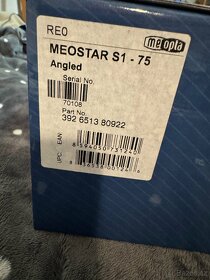 RE0
meopta
MEOSTAR S1 - 75
Angled
Serial No.
70108
Part No.
392 6513 80922
EAN
UPC